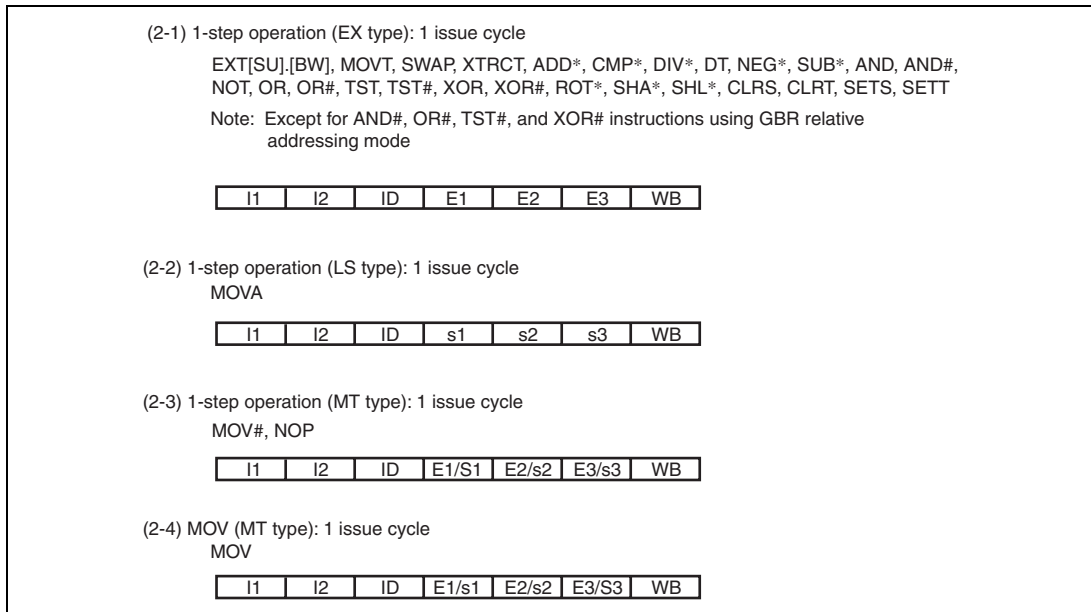 (2-1) 1-step operation (EX type): 1 issue cycle
EXT[SU].[BW], MOVT, SWAP, XTRCT, ADD*, CMP*, DIV*, DT, NEG*, SUB*, AND, AND#,
NOT, OR, OR#, TST, TST#, XOR, XOR#, ROT*, SHA*, SHL*, CLRS, CLRT, SETS, SETT
Note: Except for AND#, OR#, TST#, and XOR# instructions using GBR relative
addressing mode
I1 I2 ID E1 E2 E3 WB
(2-2) 1-step operation (LS type): 1 issue cycle
MOVA
I1 I2 ID s1 s2 s3 WB
(2-3) 1-step operation (MT type): 1 issue cycle
MOV#, NOP
I1 I2 ID E1/S1 E2/s2 E3/s3 WB
(2-4) MOV (MT type): 1 issue cycle
MOV
I1 I2 ID E1/s1 E2/s2 E3/S3 WB